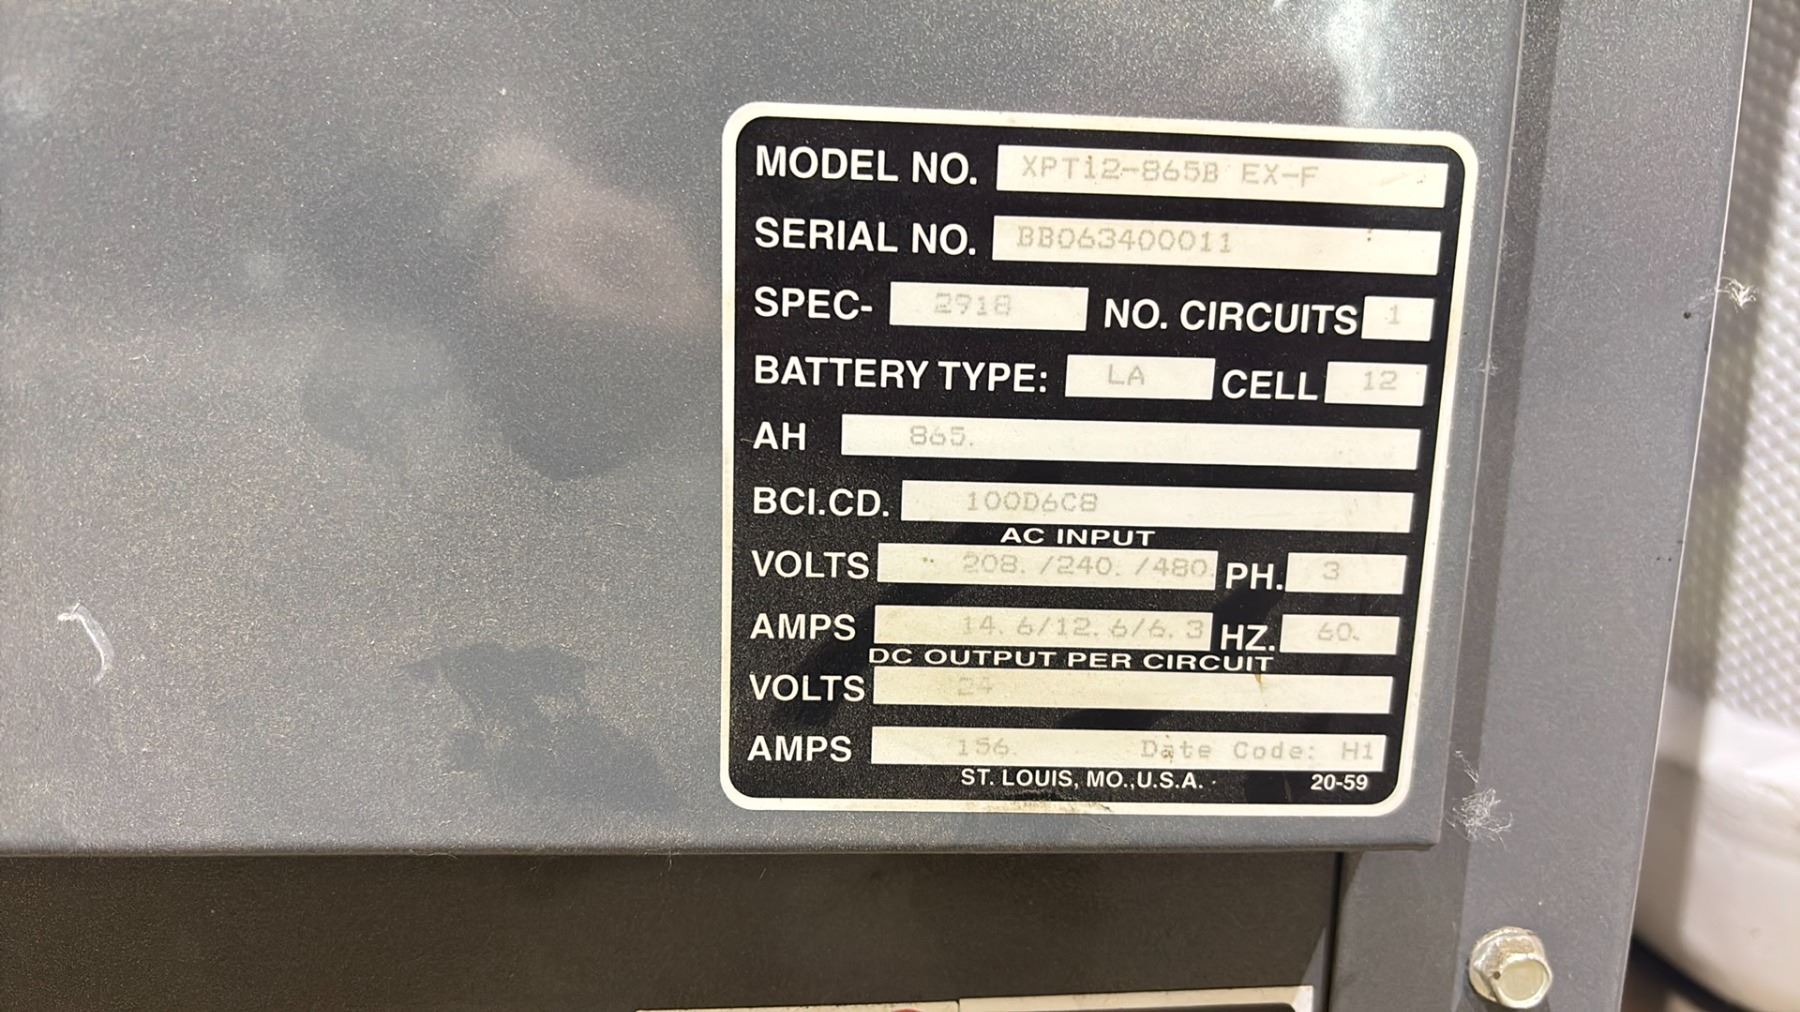 MODEL NO. XPT12-865B EX-F
SERIAL NO. BB063400011
SPEC- 2918 NO. CIRCUITS 1
BATTERY TYPE: LA CELL 12
AH 865.
BCI.CD. 100D6C8
AC INPUT
VOLTS 208. /240. /480. PH. 3
AMPS 14. 6/12. 6/6. 3 HZ. 60.
DC OUTPUT PER CIRCUIT
VOLTS 24
AMPS 156. Date Code: H1
ST. LOUIS, MO.,U.S.A. 20-59